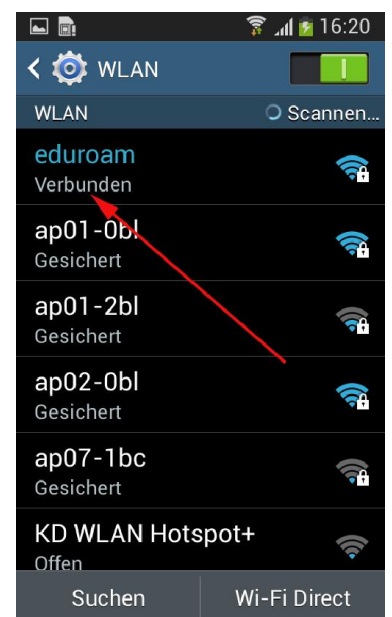 16:20
WLAN
WLAN Scannen...
eduroam
Verbunden
ap01-0bl
Gesichert
ap01-2bl
Gesichert
ap02-0bl
Gesichert
ap07-1bc
Gesichert
KD WLAN Hotspot+
Offen
Suchen Wi-Fi Direct